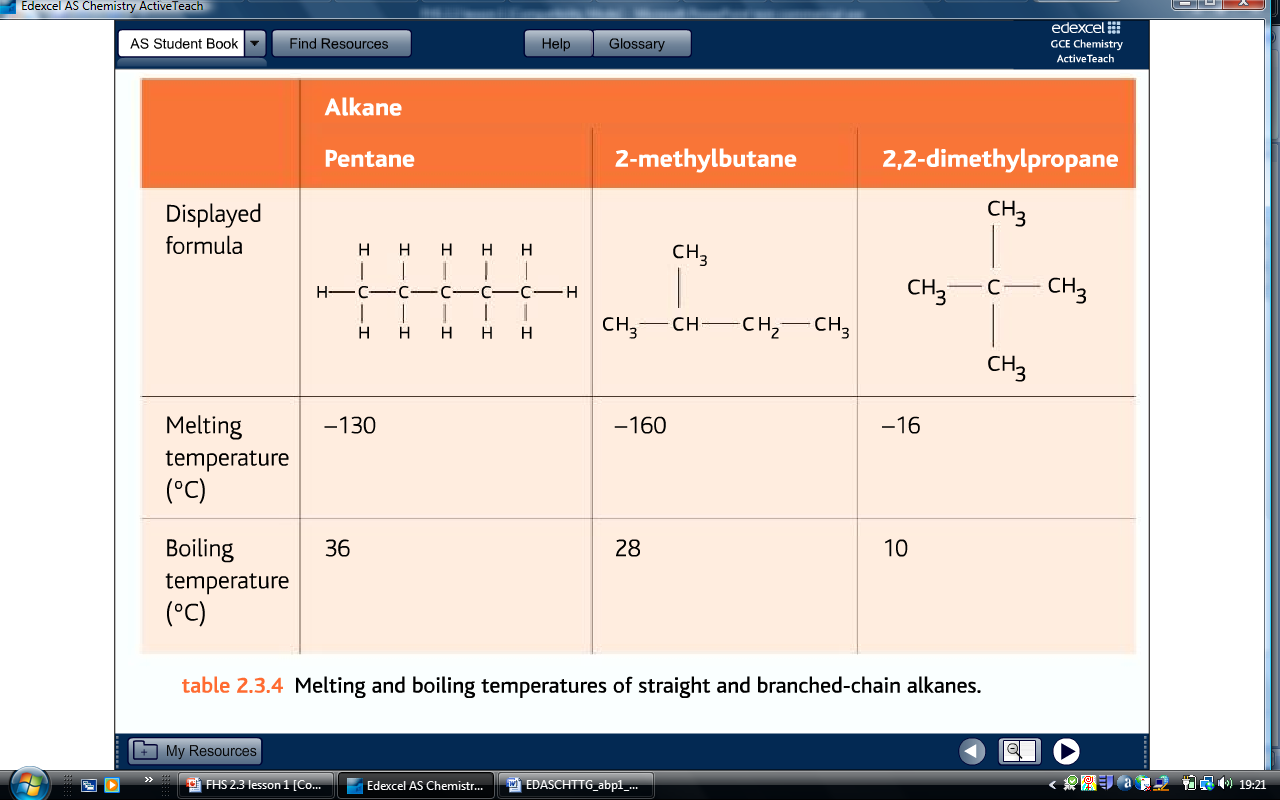 Edexcel AS Chemistry ActiveTeach
AS Student Book
Find Resources
Help
Glossary
edexcel
GCE Chemistry
ActiveTeach
Alkane
Pentane
2-methylbutane
2,2-dimethylpropane
Displayed
formula
H H H H H
H—C—C—C—C—C—H
H H H H H
CH3
CH3—CH—CH2—CH3
CH3
CH3—C—CH3
CH3
Melting
temperature
(°C)
–130
–160
–16
Boiling
temperature
(°C)
36
28
10
table 2.3.4 Melting and boiling temperatures of straight and branched-chain alkanes.
My Resources
FHS 2.3 lesson 1 [Co...
Edexcel AS Chemistr...
EDASCHTTG_abp1_...
19:21